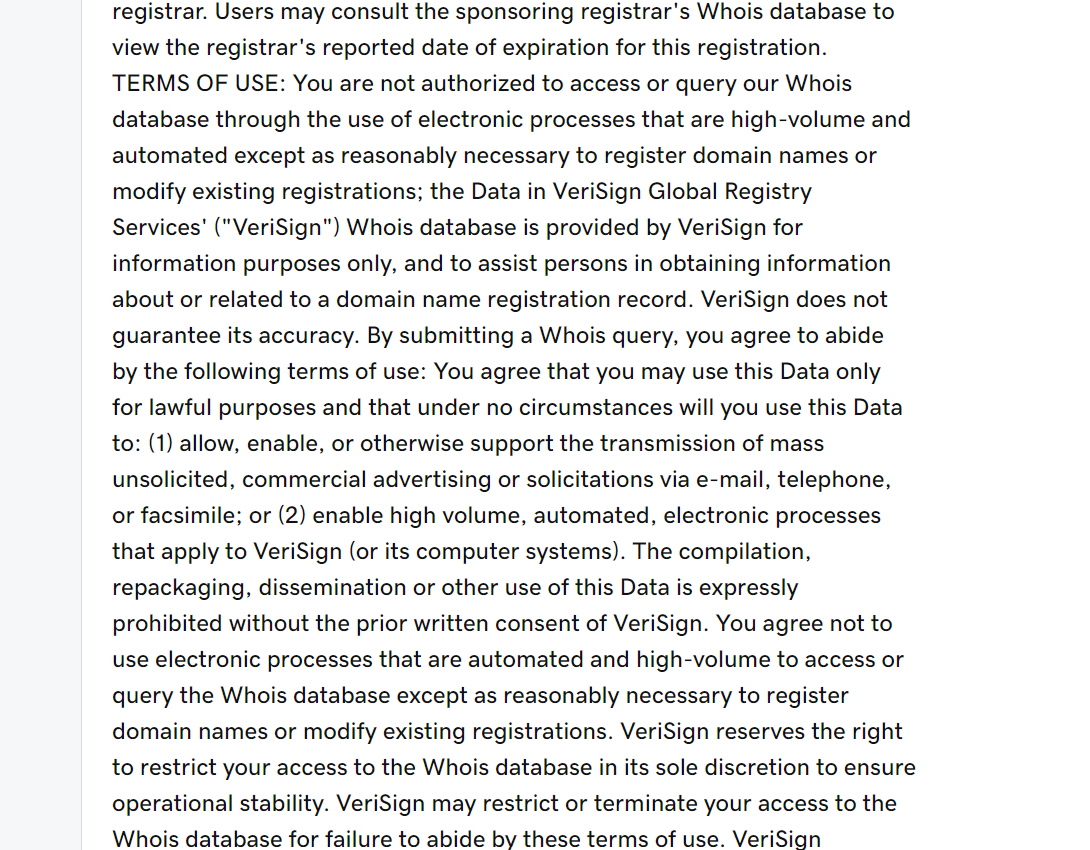 registrar. Users may consult the sponsoring registrar's Whois database to
view the registrar's reported date of expiration for this registration.
TERMS OF USE: You are not authorized to access or query our Whois
database through the use of electronic processes that are high-volume and
automated except as reasonably necessary to register domain names or
modify existing registrations; the Data in VeriSign Global Registry
Services' ("VeriSign") Whois database is provided by VeriSign for
information purposes only, and to assist persons in obtaining information
about or related to a domain name registration record. VeriSign does not
guarantee its accuracy. By submitting a Whois query, you agree to abide
by the following terms of use: You agree that you may use this Data only
for lawful purposes and that under no circumstances will you use this Data
to: (1) allow, enable, or otherwise support the transmission of mass
unsolicited, commercial advertising or solicitations via e-mail, telephone,
or facsimile; or (2) enable high volume, automated, electronic processes
that apply to VeriSign (or its computer systems). The compilation,
repackaging, dissemination or other use of this Data is expressly
prohibited without the prior written consent of VeriSign. You agree not to
use electronic processes that are automated and high-volume to access or
query the Whois database except as reasonably necessary to register
domain names or modify existing registrations. VeriSign reserves the right
to restrict your access to the Whois database in its sole discretion to ensure
operational stability. VeriSign may restrict or terminate your access to the
Whois database for failure to abide by these terms of use. VeriSign